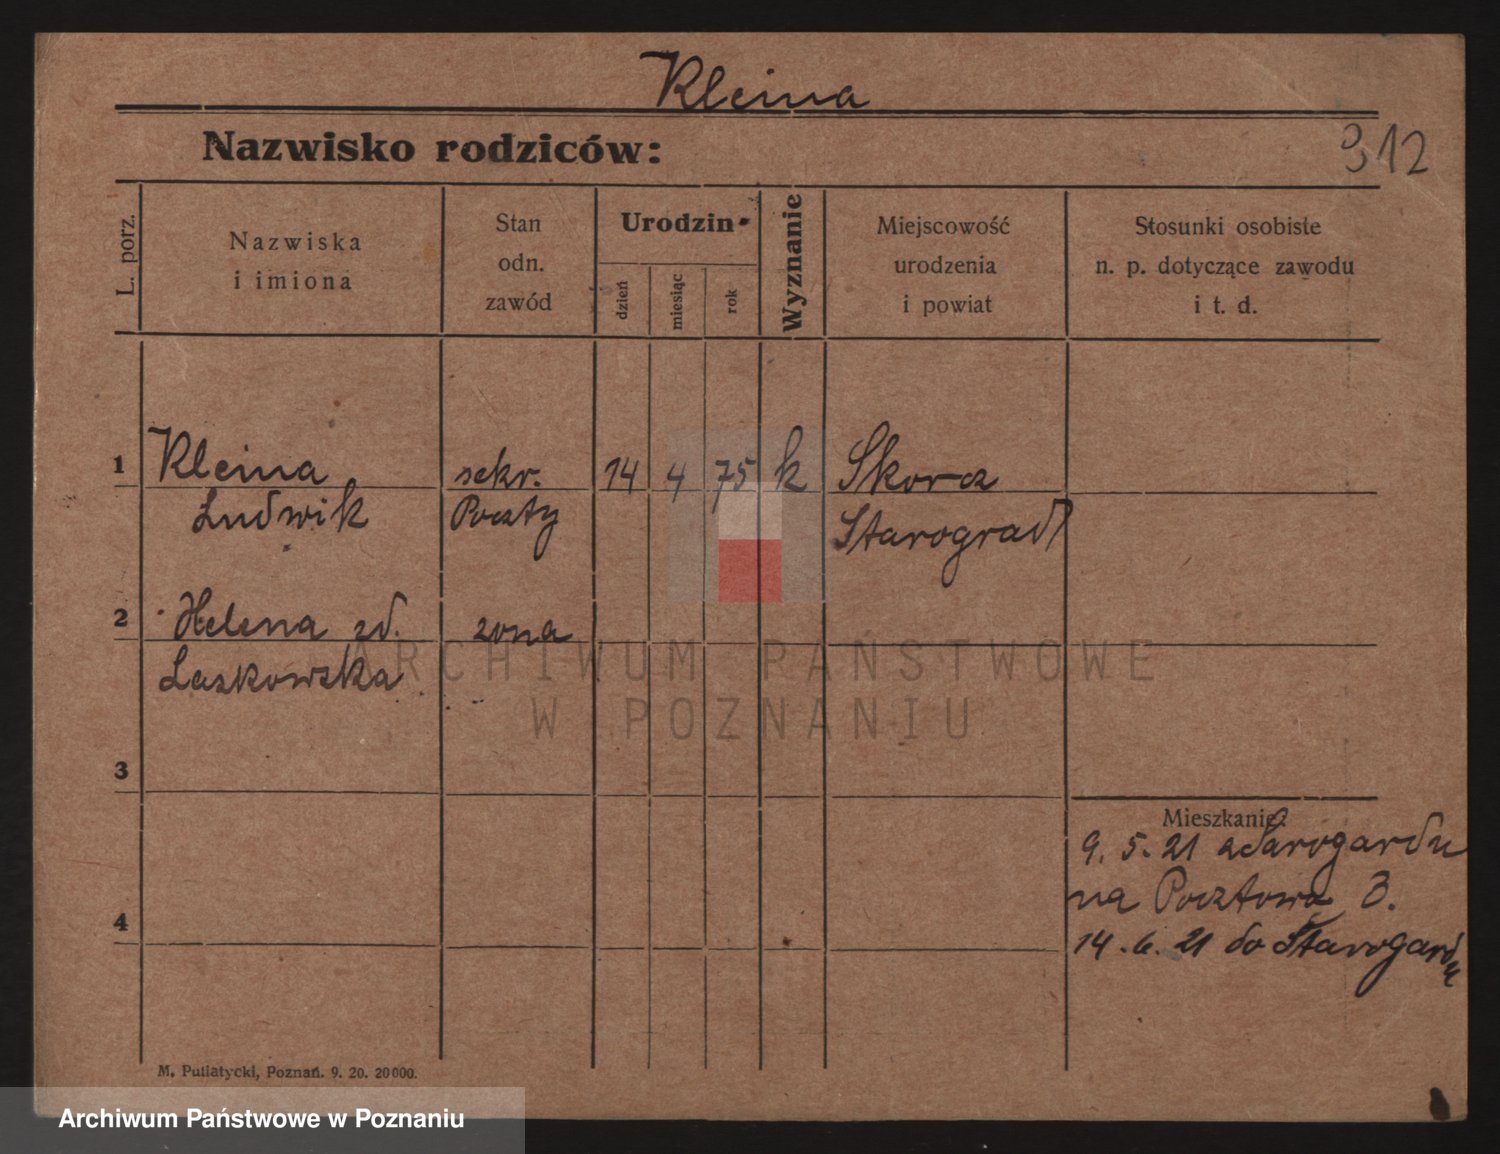 Kleina
Nazwisko rodziców:
312
L. porz.
Nazwiska
i imiona
Stan
odn.
zawód
Urodzin
dzień
miesiąc
rok
Wyznanie
Miejscowość
urodzenia
i powiat
Stosunki osobiste
n. p. dotyczące zawodu
i t. d.
1 Kleina sekr. 14 4 75 k Skorcz
Ludwik Poczty Starograd
2 Helena zd. zona
Laskowska
ARCHIWUM PAŃSTWOWE
W POZNANIU
3
Mieszkanie?
9. 5. 21 z Starogardu
na Pocztowa 3.
4
14. 6. 21 do Starogardu
M. Putiatycki, Poznań. 9. 20. 20000.
Archiwum Państwowe w Poznaniu